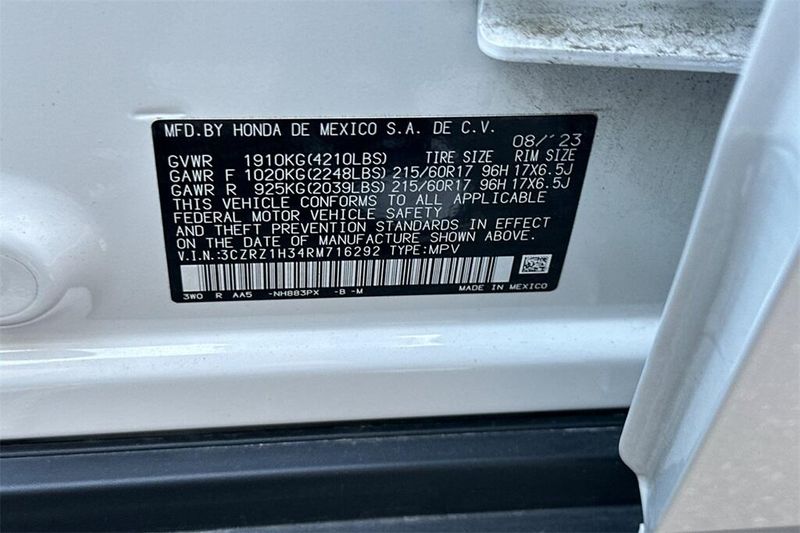 MFD.BY HONDA DE MEXICO S.A. DE C.V.
08/'23
GVWR 1910KG(4210LBS) TIRE SIZE RIM SIZE
GAWR F 1020KG(2248LBS) 215/60R17 96H 17X6.5J
GAWR R 925KG(2039LBS) 215/60R17 96H 17X6.5J
THIS VEHICLE CONFORMS TO ALL APPLICABLE
FEDERAL MOTOR VEHICLE SAFETY
AND THEFT PREVENTION STANDARDS IN EFFECT
ON THE DATE OF MANUFACTURE SHOWN ABOVE.
V.I.N.:3CZRZ1H34RM716292 TYPE:MPV
3W0 R AA5 -NH883PX -B -M MADE IN MEXICO